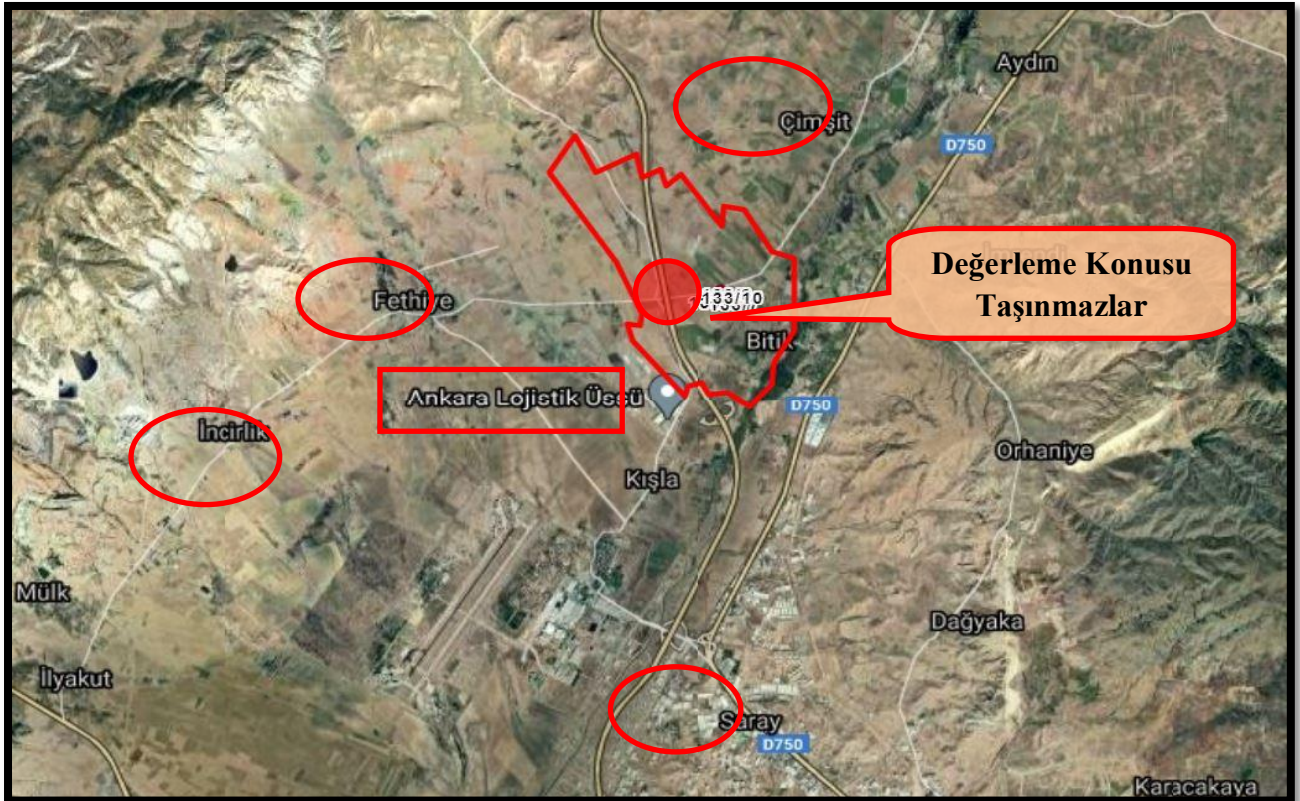 Aydın
Çimşit
D750
Değerleme Konusu
Taşınmazlar
Fethiye
133/10
Bitik
Ankara Lojistik Üssü
D750
İncirlik
Orhaniye
Kışla
Mülk
Dağyaka
İlyakut
Saray
D750
Karacakaya